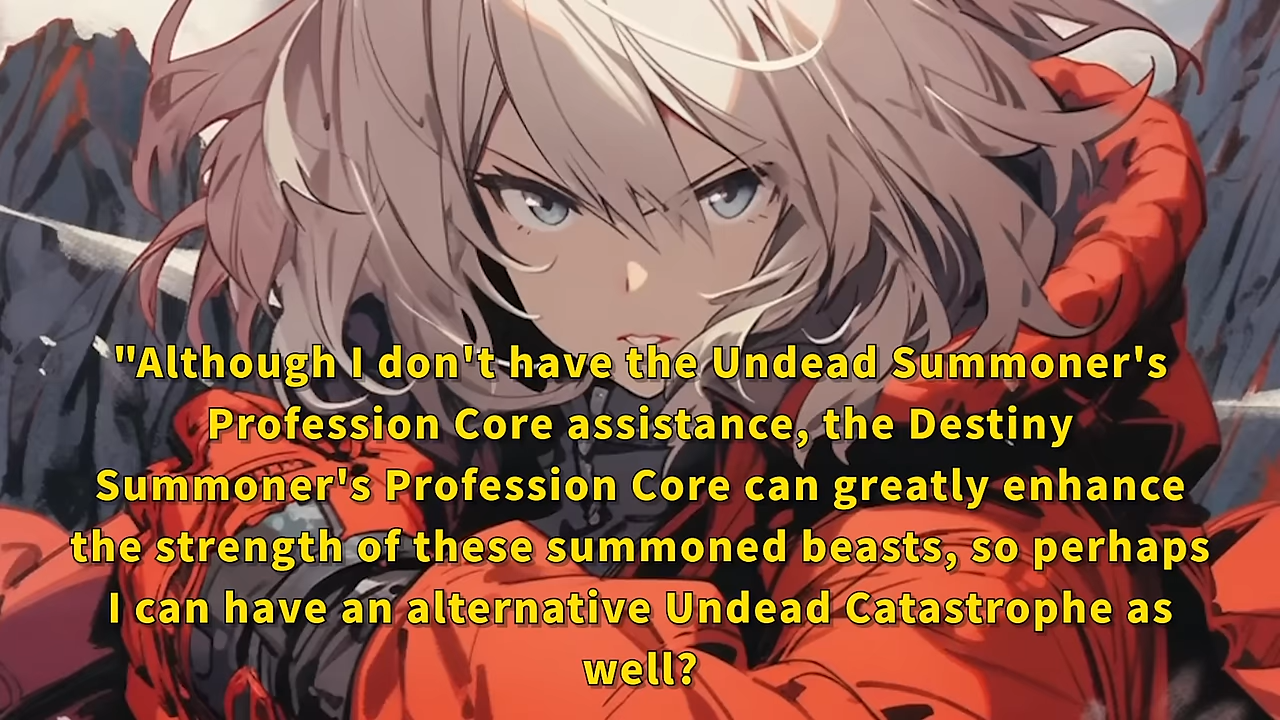 "Although I don't have the Undead Summoner's
Profession Core assistance, the Destiny
Summoner's Profession Core can greatly enhance
the strength of these summoned beasts, so perhaps
I can have an alternative Undead Catastrophe as
well?